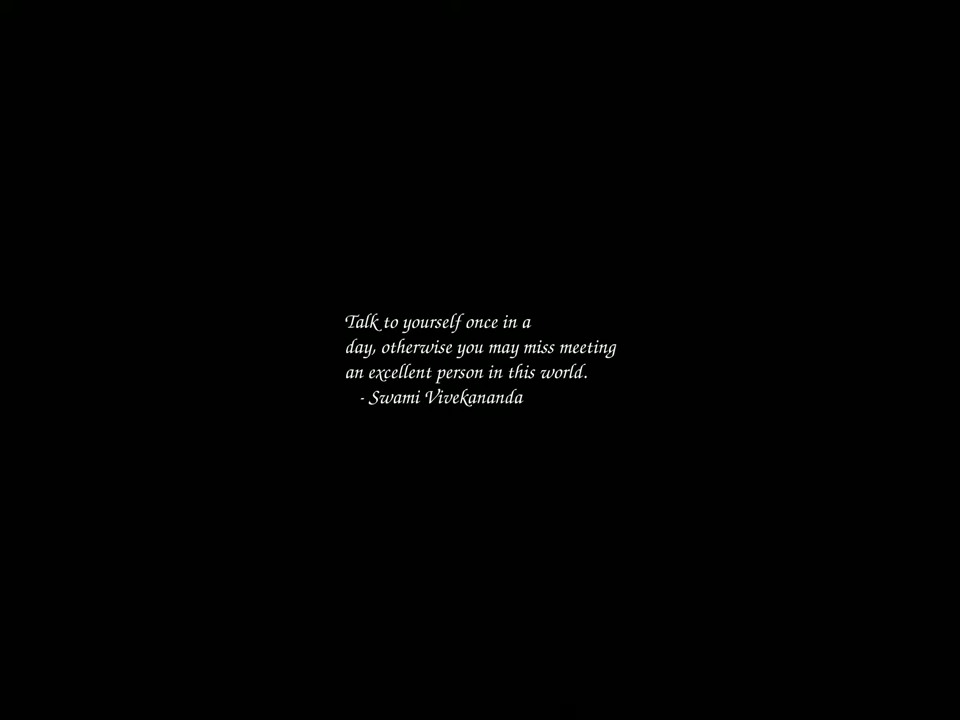 Talk to yourself once in a
day, otherwise you may miss meeting
an excellent person in this world.
- Swami Vivekananda